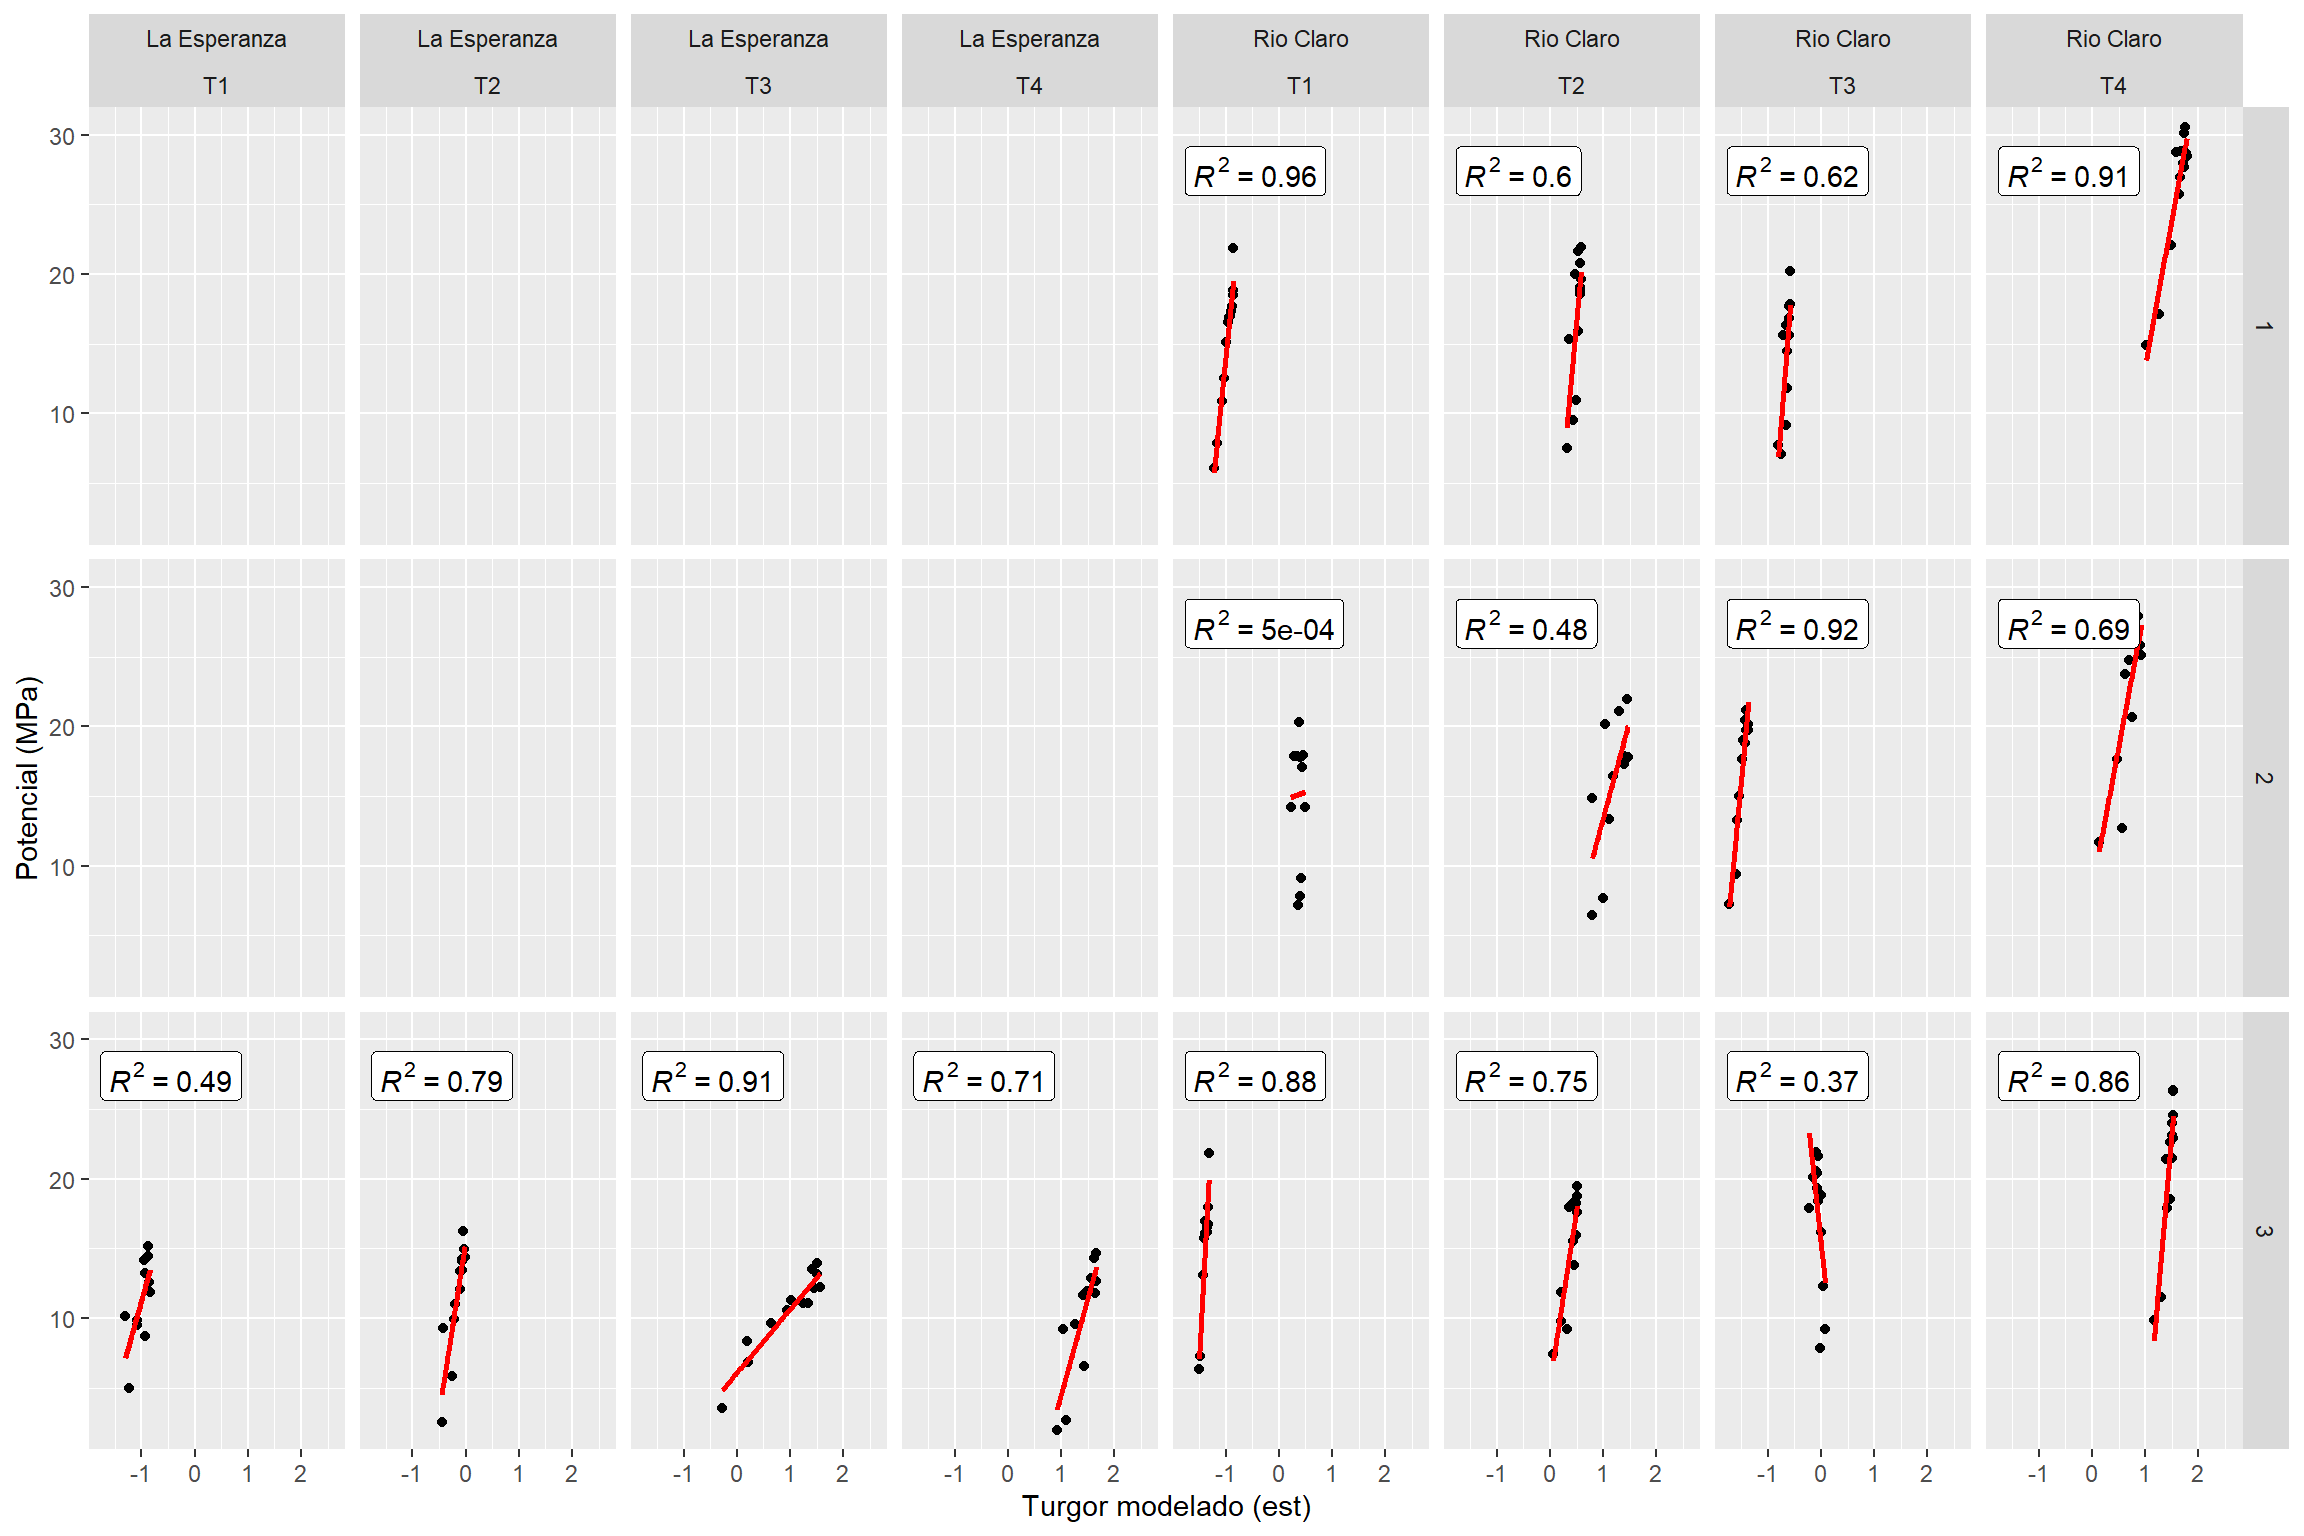 La Esperanza La Esperanza La Esperanza La Esperanza Rio Claro Rio Claro Rio Claro Rio Claro
T1 T2 T3 T4 T1 T2 T3 T4
30
R² = 0.96 R² = 0.6 R² = 0.62 R² = 0.91
20
1
10
30
R² = 5e-04 R² = 0.48 R² = 0.92 R² = 0.69
20
2
10
Potencial (MPa)
30
R² = 0.49 R² = 0.79 R² = 0.91 R² = 0.71 R² = 0.88 R² = 0.75 R² = 0.37 R² = 0.86
20
3
10
-1 0 1 2 -1 0 1 2 -1 0 1 2 -1 0 1 2 -1 0 1 2 -1 0 1 2 -1 0 1 2 -1 0 1 2
Turgor modelado (est)